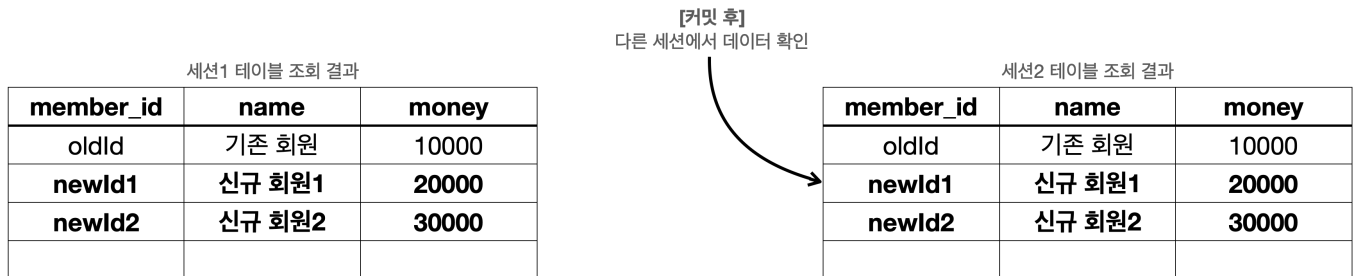 [커밋 후]
다른 세션에서 데이터 확인
세션1 테이블 조회 결과
member_id name money
oldId 기존 회원 10000
newId1 신규 회원1 20000
newId2 신규 회원2 30000
세션2 테이블 조회 결과
member_id name money
oldId 기존 회원 10000
newId1 신규 회원1 20000
newId2 신규 회원2 30000